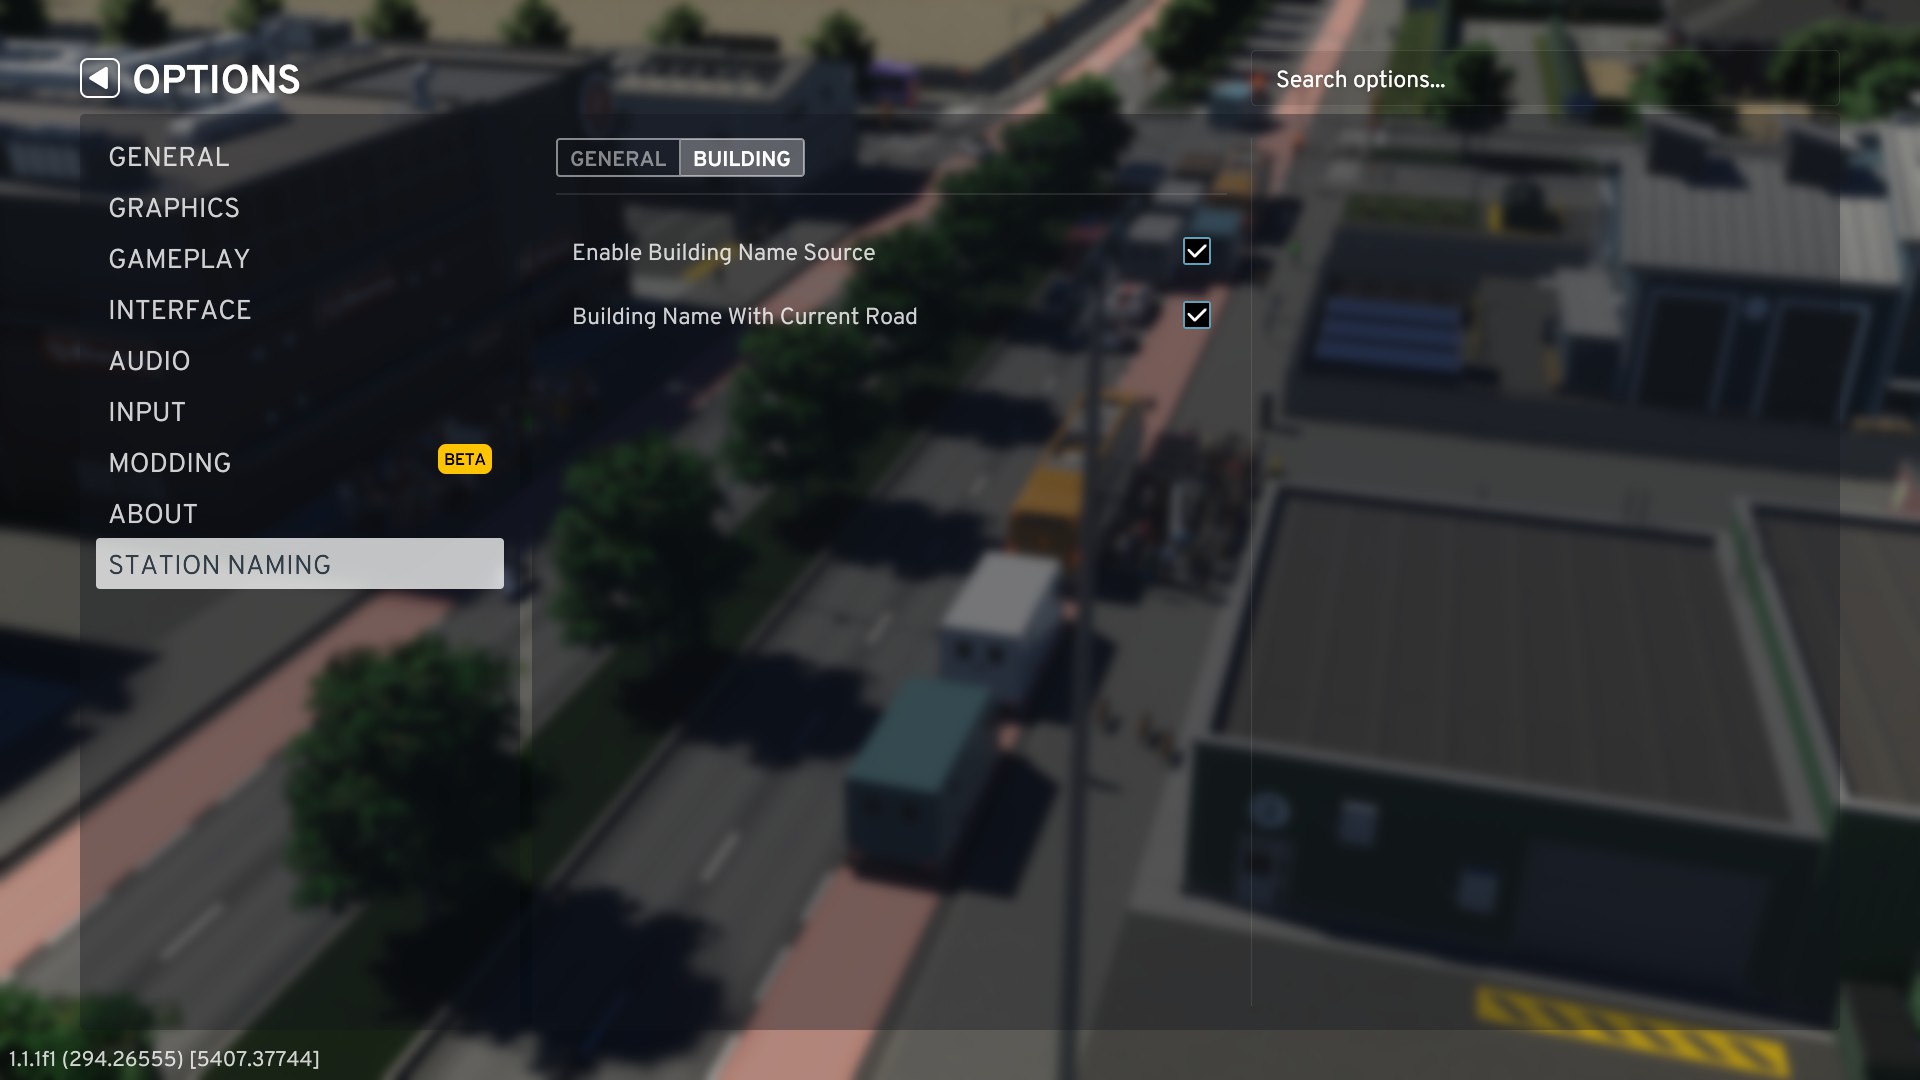 OPTIONS
Search options...
GENERAL
GRAPHICS
GAMEPLAY
INTERFACE
AUDIO
INPUT
MODDING
BETA
ABOUT
STATION NAMING
GENERAL
BUILDING
Enable Building Name Source
Building Name With Current Road
1.1.1f1 (294.26555) [5407.37744]